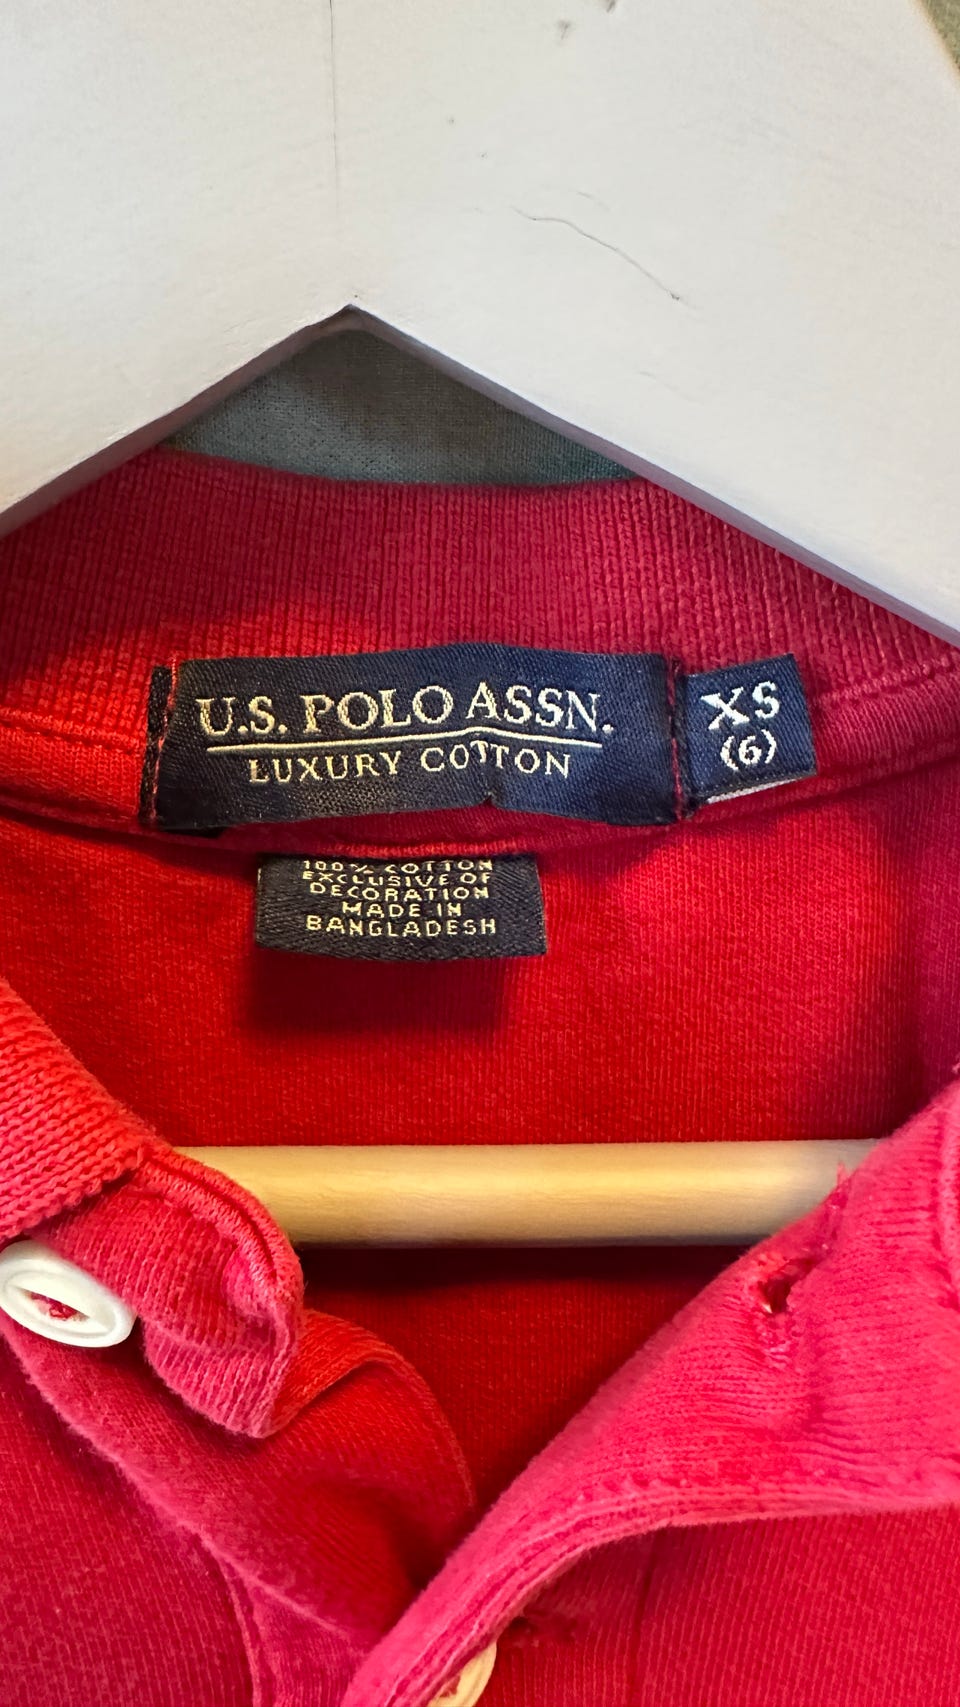 U.S. POLO ASSN.
LUXURY COTTON
XS
(6)
100% COTTON
EXCLUSIVE OF
DECORATION
MADE IN
BANGLADESH